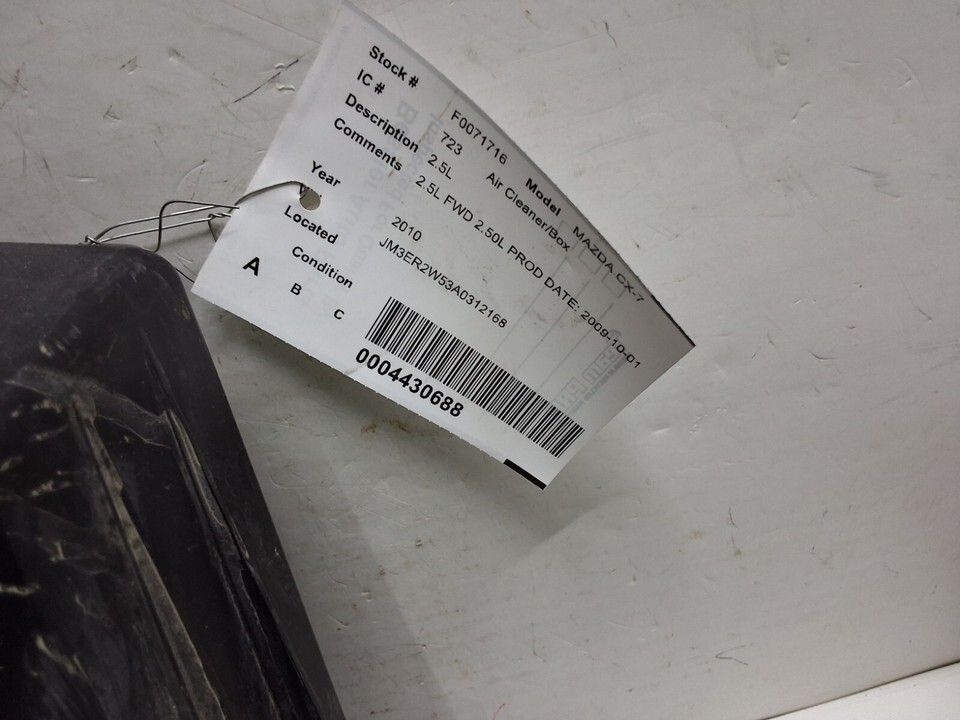 Stock # F0071716 Model MAZDA CX-7
IC # 723 Air Cleaner/Box
Description 2.5L
Comments 2.5L FWD 2.50L PROD DATE: 2009-10-01
Year 2010
Located JM3ER2W53A0312168
Condition
A B C
0004430688